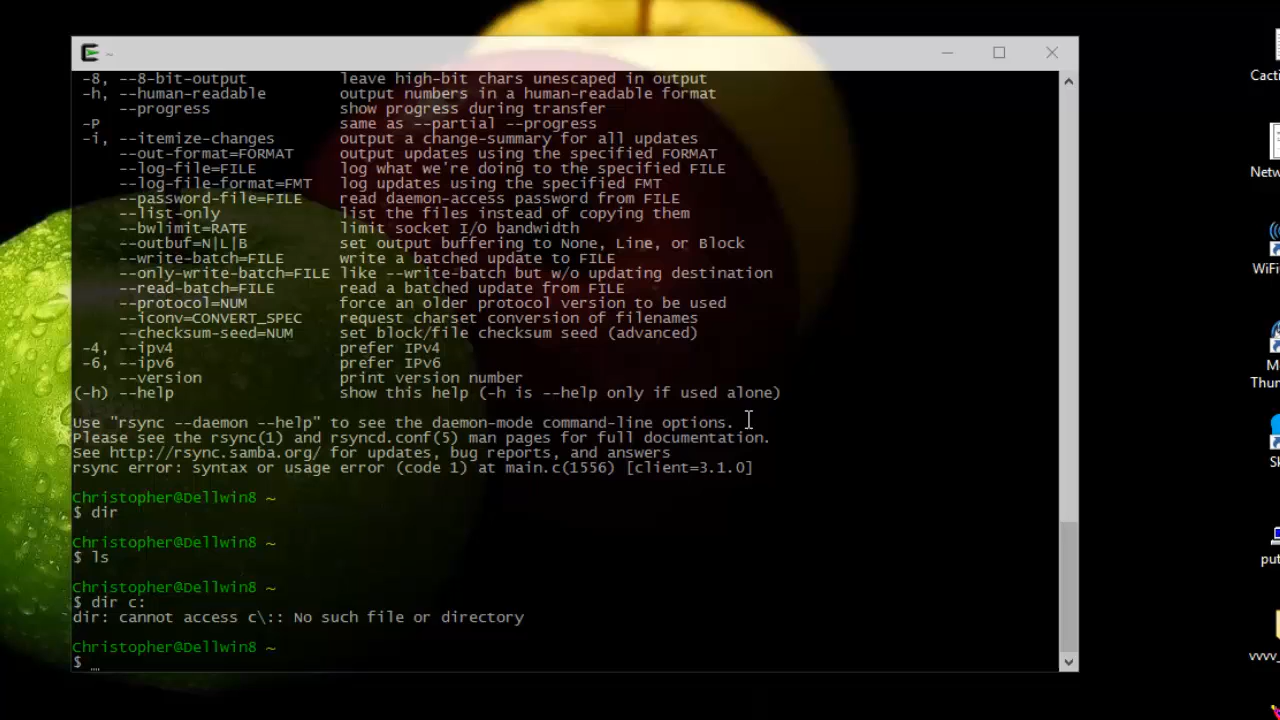 ~
-8, --8-bit-output          leave high-bit chars unescaped in output
-h, --human-readable        output numbers in a human-readable format
    --progress              show progress during transfer
-P                          same as --partial --progress
-i, --itemize-changes       output a change-summary for all updates
    --out-format=FORMAT     output updates using the specified FORMAT
    --log-file=FILE         log what we're doing to the specified FILE
    --log-file-format=FMT   log updates using the specified FMT
    --password-file=FILE    read daemon-access password from FILE
    --list-only             list the files instead of copying them
    --bwlimit=RATE          limit socket I/O bandwidth
    --outbuf=N|L|B          set output buffering to None, Line, or Block
    --write-batch=FILE      write a batched update to FILE
    --only-write-batch=FILE like --write-batch but w/o updating destination
    --read-batch=FILE       read a batched update from FILE
    --protocol=NUM          force an older protocol version to be used
    --iconv=CONVERT_SPEC    request charset conversion of filenames
    --checksum-seed=NUM     set block/file checksum seed (advanced)
-4, --ipv4                  prefer IPv4
-6, --ipv6                  prefer IPv6
    --version               print version number
(-h) --help                 show this help (-h is --help only if used alone)
Use "rsync --daemon --help" to see the daemon-mode command-line options.
Please see the rsync(1) and rsyncd.conf(5) man pages for full documentation.
See http://rsync.samba.org/ for updates, bug reports, and answers
rsync error: syntax or usage error (code 1) at main.c(1556) [client=3.1.0]
Christopher@Dellwin8 ~
$ dir
Christopher@Dellwin8 ~
$ ls
Christopher@Dellwin8 ~
$ dir c:
dir: cannot access c\:: No such file or directory
Christopher@Dellwin8 ~
$
Cacti
Netw
WiFi
M
Thun
Sk
put
vvvv_